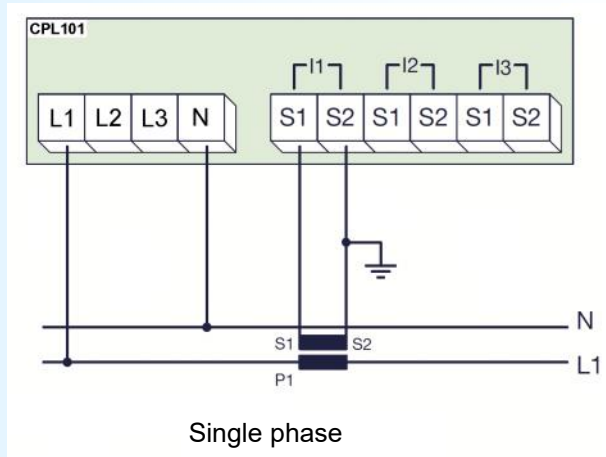 CPL101
I1 I2 I3
L1 L2 L3 N S1 S2 S1 S2 S1 S2
N
S1 S2
L1
P1
Single phase